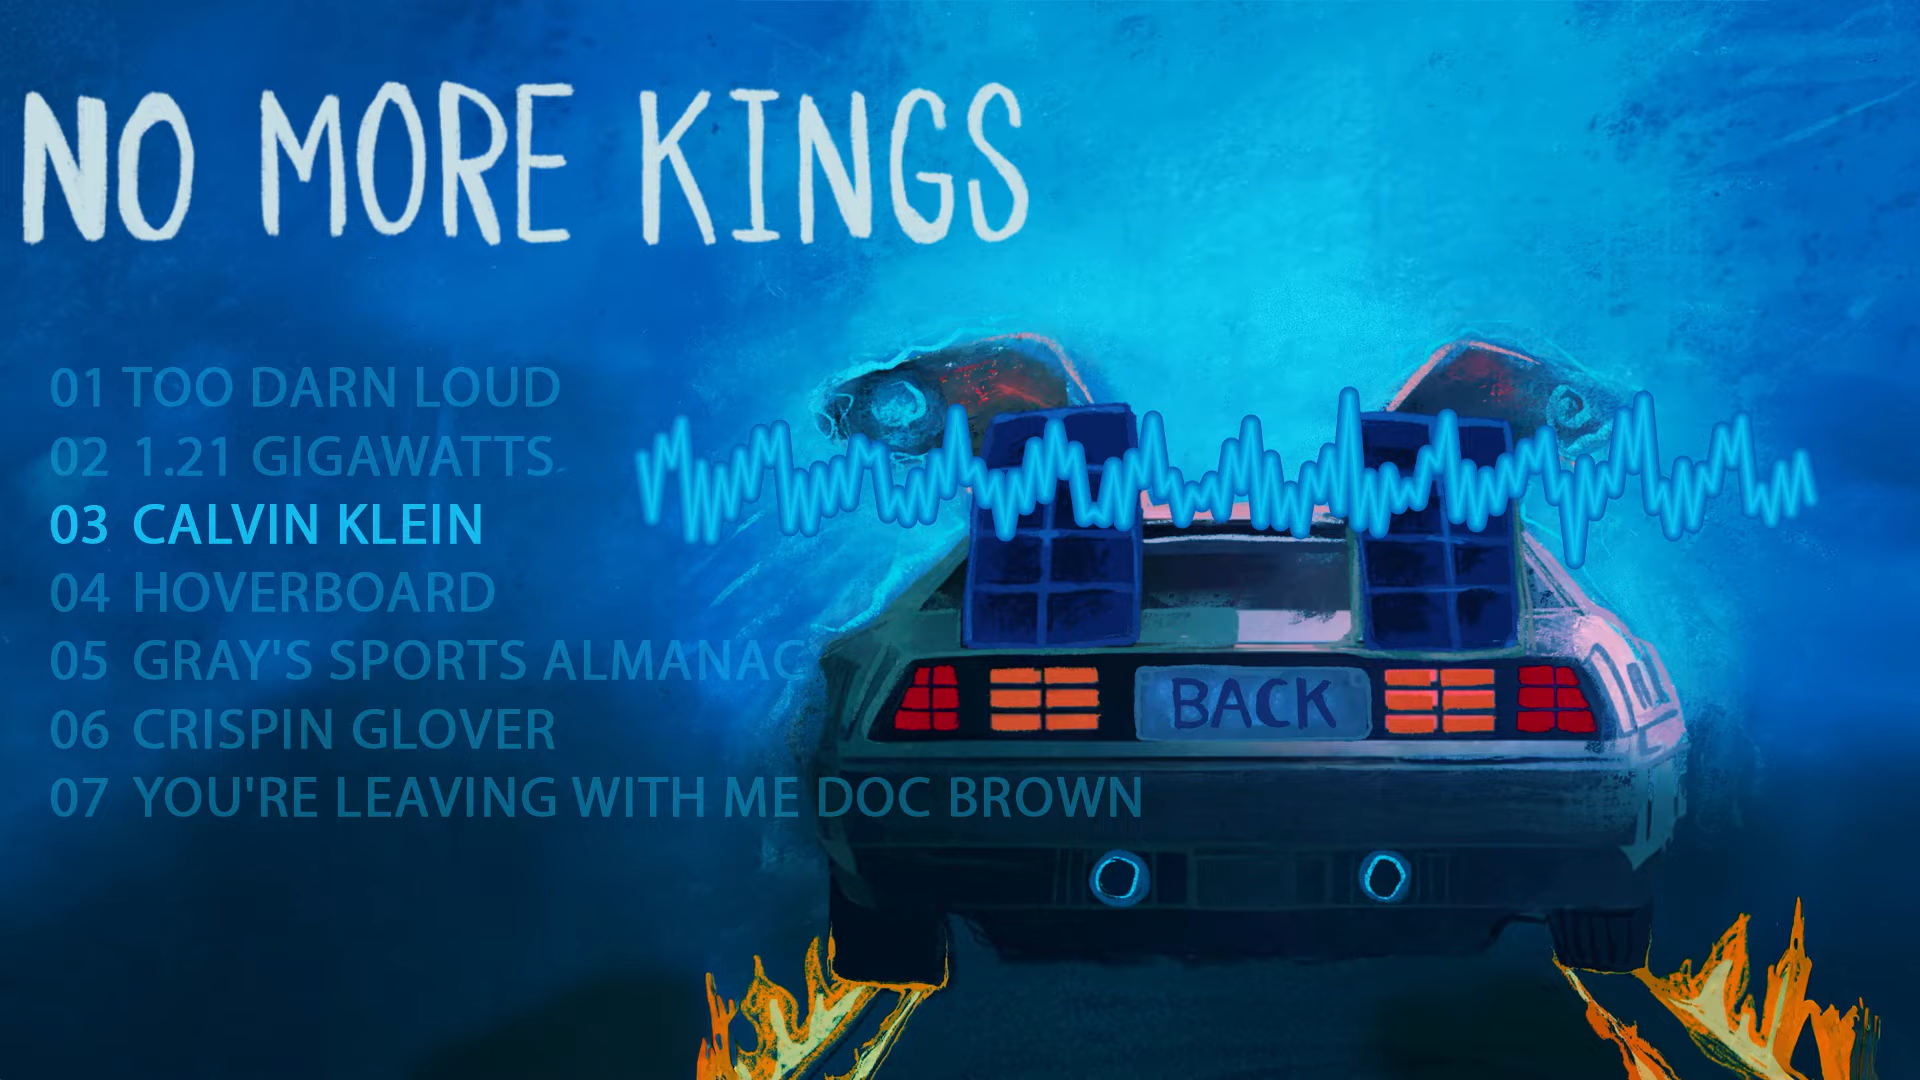 NO MORE KINGS
01 TOO DARN LOUD
02 1.21 GIGAWATTS
03 CALVIN KLEIN
04 HOVERBOARD
05 GRAY'S SPORTS ALMANAC
06 CRISPIN GLOVER
07 YOU'RE LEAVING WITH ME DOC BROWN
BACK